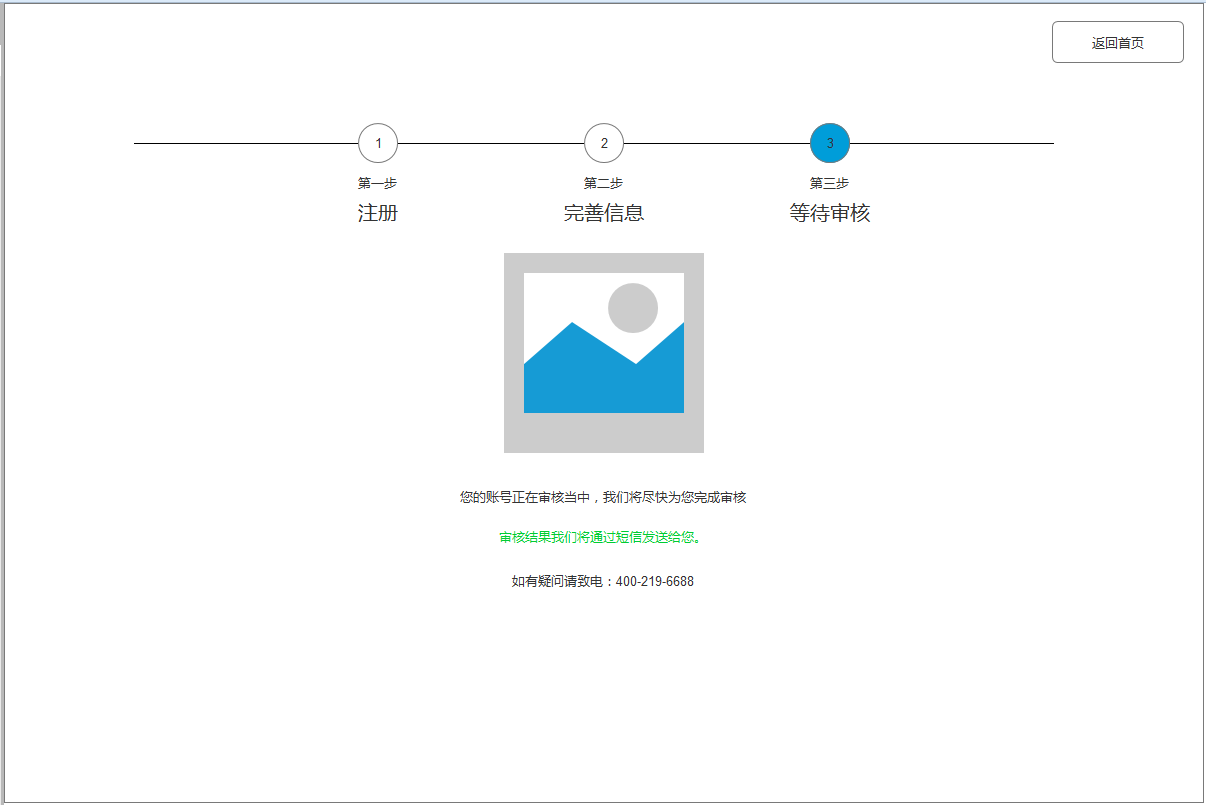 返回首页
1
2
3
第一步
第二步
第三步
注册
完善信息
等待审核
您的账号正在审核当中，我们将尽快为您完成审核
审核结果我们将通过短信发送给您。
如有疑问请致电：400-219-6688